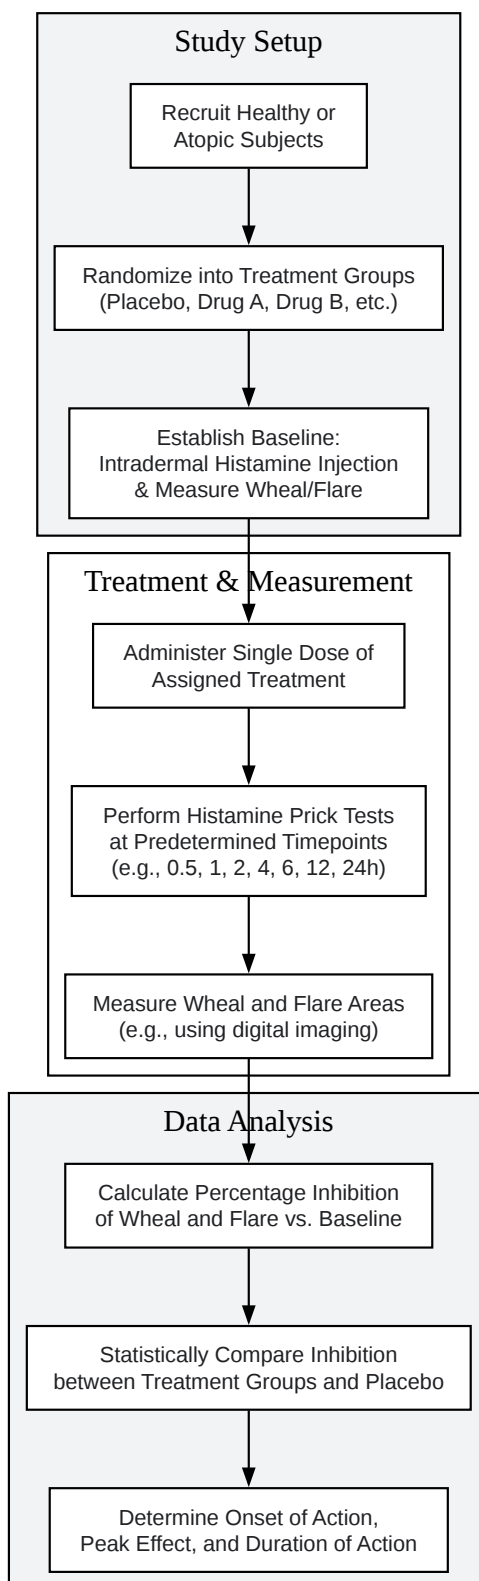 Study Setup
Recruit Healthy or
Atopic Subjects
Randomize into Treatment Groups
(Placebo, Drug A, Drug B, etc.)
Establish Baseline:
Intradermal Histamine Injection
& Measure Wheal/Flare
Treatment & Measurement
Administer Single Dose of
Assigned Treatment
Perform Histamine Prick Tests
at Predetermined Timepoints
(e.g., 0.5, 1, 2, 4, 6, 12, 24h)
Measure Wheal and Flare Areas
(e.g., using digital imaging)
Data Analysis
Calculate Percentage Inhibition
of Wheal and Flare vs. Baseline
Statistically Compare Inhibition
between Treatment Groups and Placebo
Determine Onset of Action,
Peak Effect, and Duration of Action